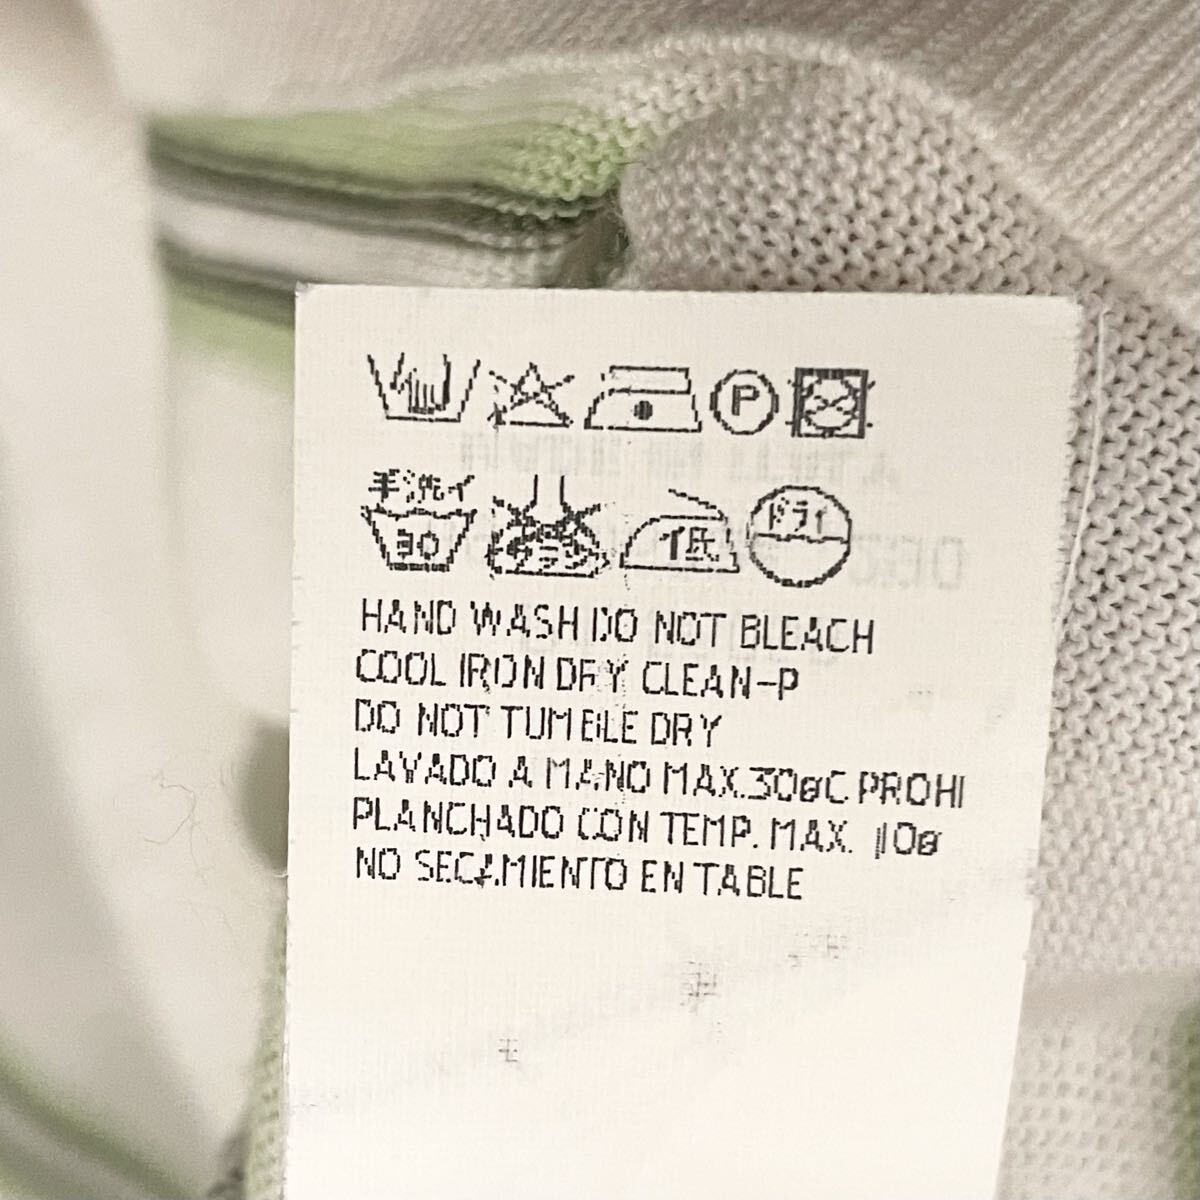 P
手洗イ
30
エンソサラシ
低
ドライ
HAND WASH DO NOT BLEACH
COOL IRON DRY CLEAN-P
DO NOT TUMBLE DRY
LAVADO A MANO MAX.30øC PROHI
PLANCHADO CON TEMP. MAX. 110ø
NO SECAMIENTO EN TABLE